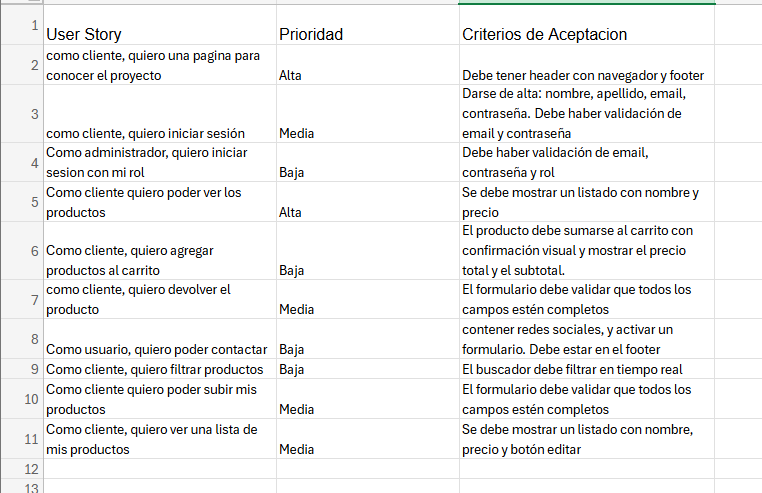 1 User Story Prioridad Criterios de Aceptacion
como cliente, quiero una pagina para
2 conocer el proyecto Alta Debe tener header con navegador y footer
Darse de alta: nombre, apellido, email,
contraseña. Debe haber validación de
3 como cliente, quiero iniciar sesión Media email y contraseña
Como administrador, quiero iniciar Debe haber validación de email,
4 sesion con mi rol Baja contraseña y rol
Como cliente quiero poder ver los Se debe mostrar un listado con nombre y
5 productos Alta precio
El producto debe sumarse al carrito con
Como cliente, quiero agregar confirmación visual y mostrar el precio
6 productos al carrito Baja total y el subtotal.
como cliente, quiero devolver el El formulario debe validar que todos los
7 producto Media campos estén completos
contener redes sociales, y activar un
8 Como usuario, quiero poder contactar Baja formulario. Debe estar en el footer
9 Como cliente, quiero filtrar productos Baja El buscador debe filtrar en tiempo real
Como cliente quiero poder subir mis El formulario debe validar que todos los
10 productos Media campos estén completos
Como cliente, quiero ver una lista de Se debe mostrar un listado con nombre,
11 mis productos Media precio y botón editar
12
13